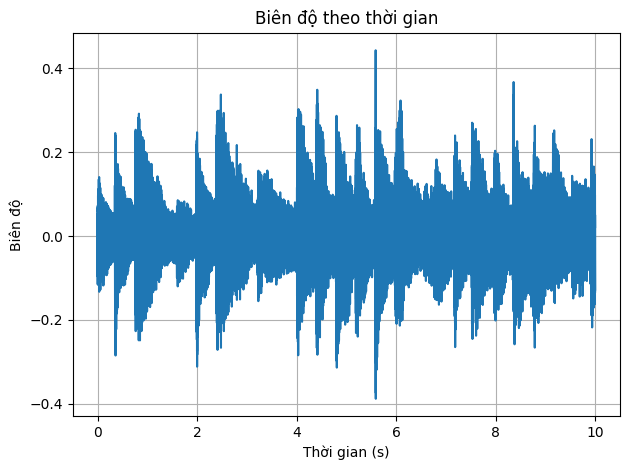 Biên độ theo thời gian
Biên độ
0.4
0.2
0.0
−0.2
−0.4
0 2 4 6 8 10
Thời gian (s)